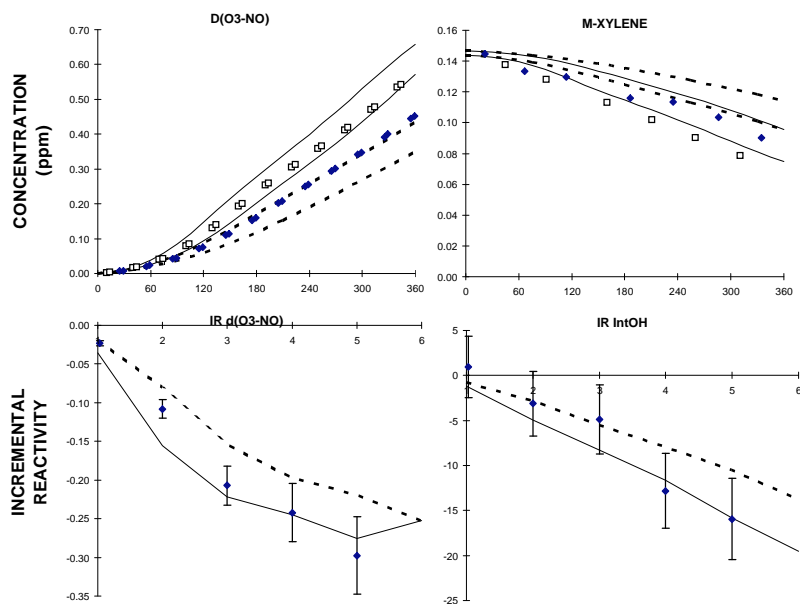 D(O3-NO)
M-XYLENE
CONCENTRATION
(ppm)
0.70
0.60
0.50
0.40
0.30
0.20
0.10
0.00
0 60 120 180 240 300 360
0.16
0.14
0.12
0.10
0.08
0.06
0.04
0.02
0.00
0 60 120 180 240 300 360
IR d(O3-NO)
IR IntOH
INCREMENTAL
REACTIVITY
0.00
-0.05
-0.10
-0.15
-0.20
-0.25
-0.30
-0.35
1 2 3 4 5 6
5
0
-5
-10
-15
-20
-25
1 2 3 4 5 6